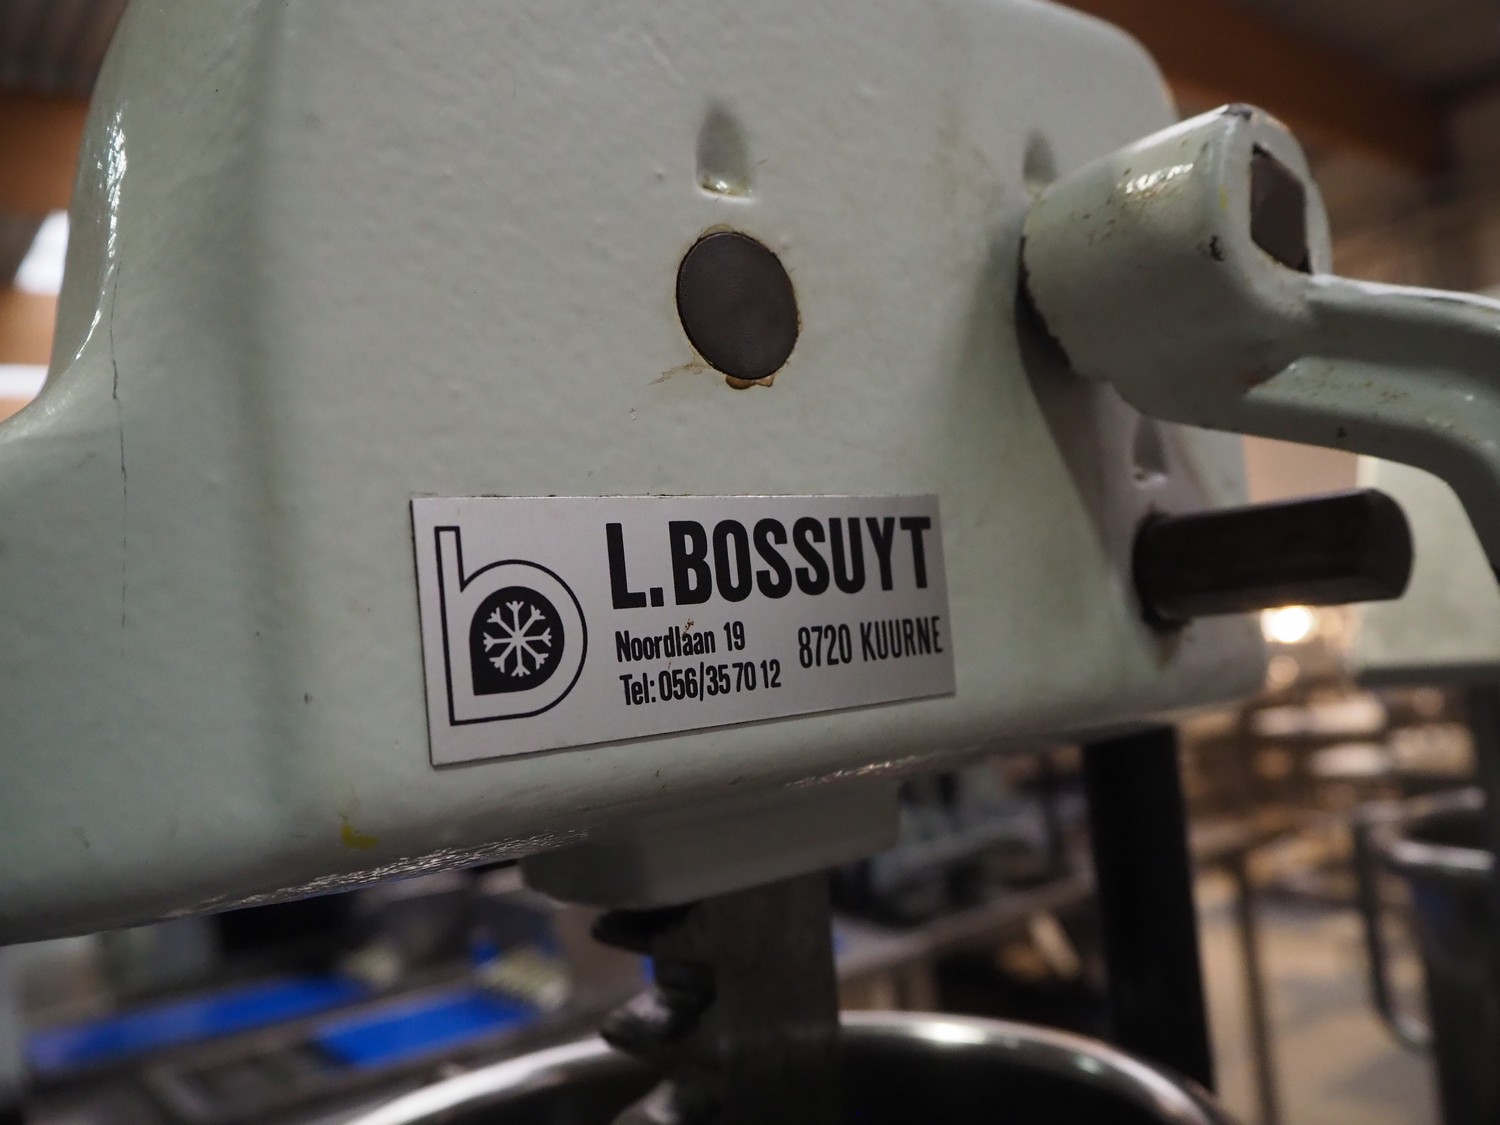 b
L.BOSSUYT
Noordlaan 19
8720 KUURNE
Tel: 056/35 70 12